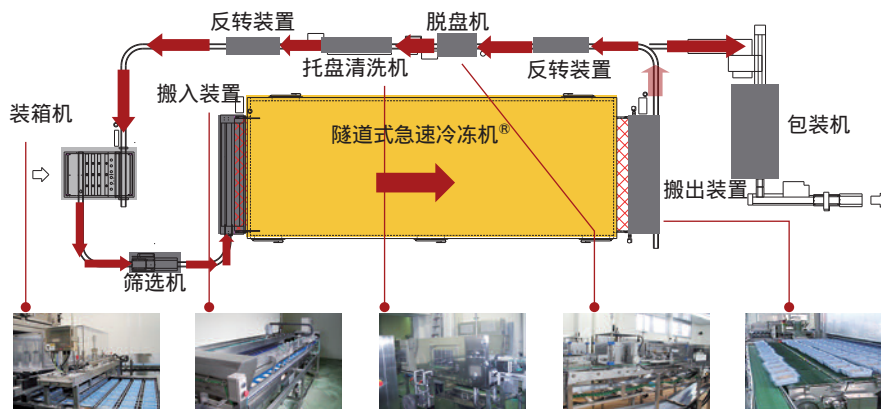 反转装置
脱盘机
托盘清洗机
反转装置
搬入装置
装箱机
隧道式急速冷冻机®
包装机
搬出装置
筛选机